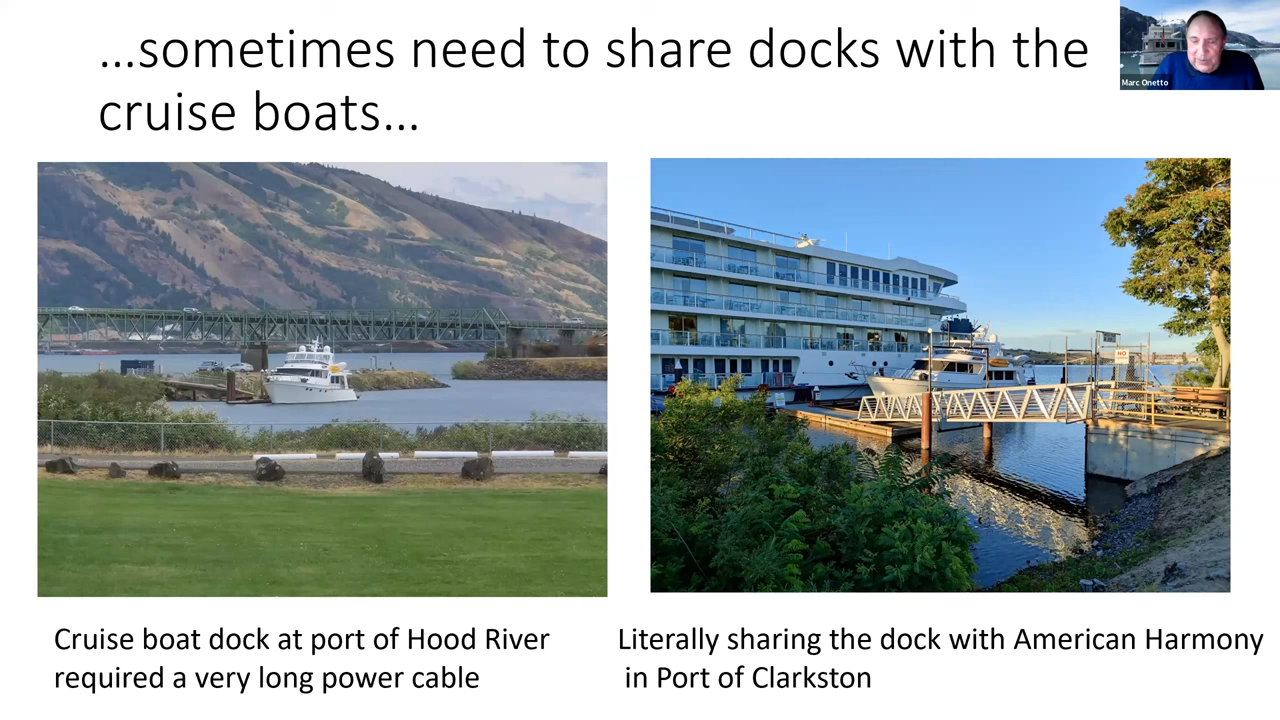 ...sometimes need to share docks with the
cruise boats...
Marc Onetto
NO
Cruise boat dock at port of Hood River
required a very long power cable
Literally sharing the dock with American Harmony
in Port of Clarkston